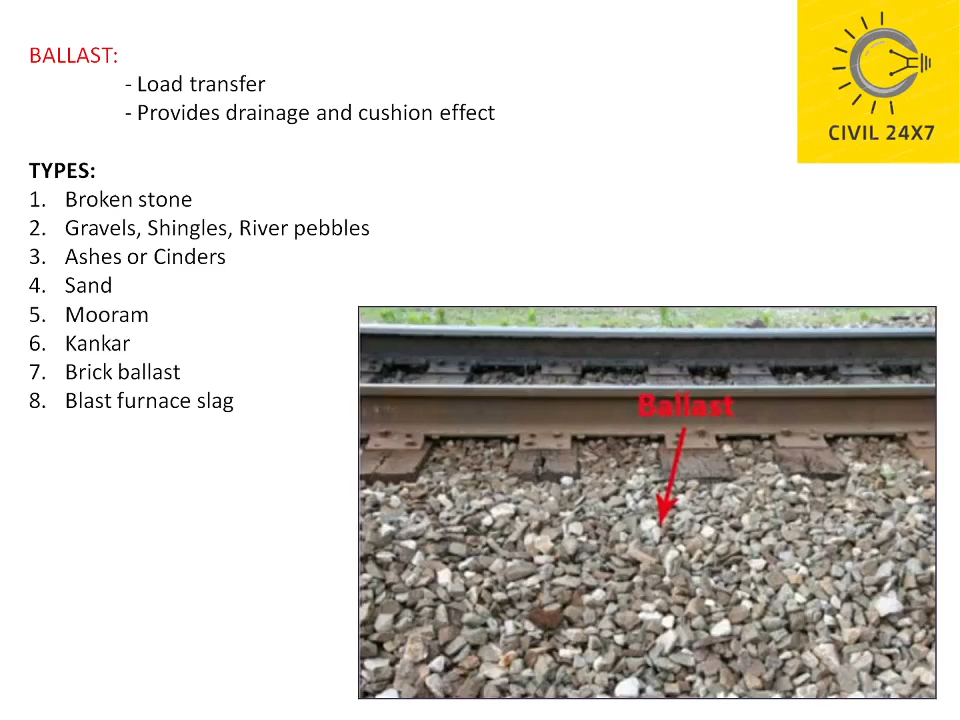 BALLAST:
- Load transfer
- Provides drainage and cushion effect
CIVIL 24X7
TYPES:
1. Broken stone
2. Gravels, Shingles, River pebbles
3. Ashes or Cinders
4. Sand
5. Mooram
6. Kankar
7. Brick ballast
8. Blast furnace slag
Ballast